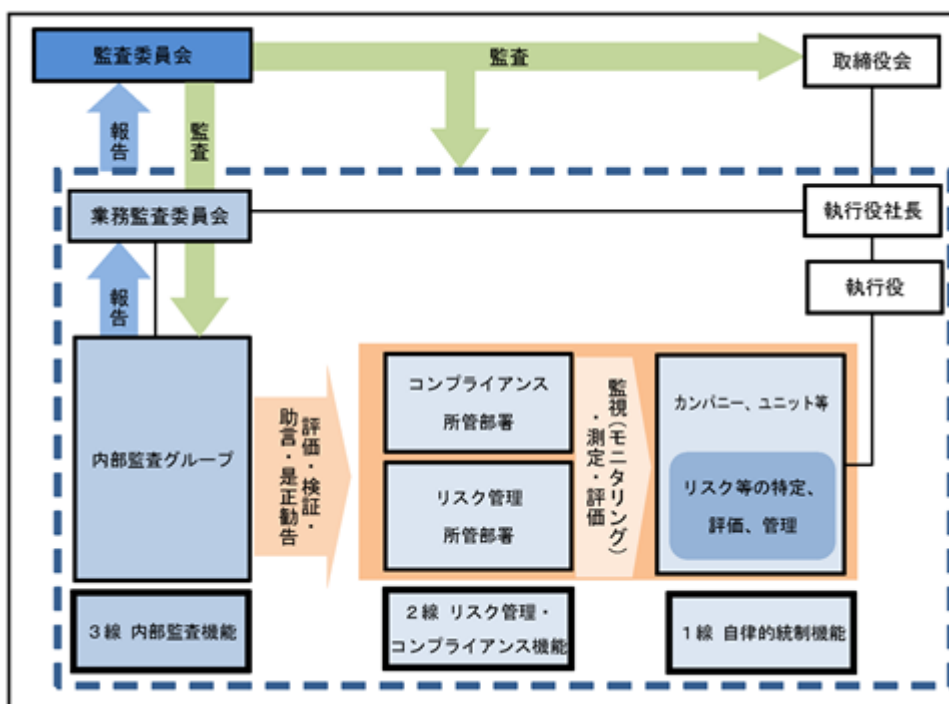 監査委員会
監査
取締役会
報告
監査
業務監査委員会
執行役社長
執行役
報告
内部監査グループ
評価・検証・
助言・是正勧告
コンプライアンス
所管部署
リスク管理
所管部署
監視(モニタリング)
・測定・評価
カンパニー、ユニット等
リスク等の特定、
評価、管理
3線 内部監査機能
2線 リスク管理・
コンプライアンス機能
1線 自律的統制機能